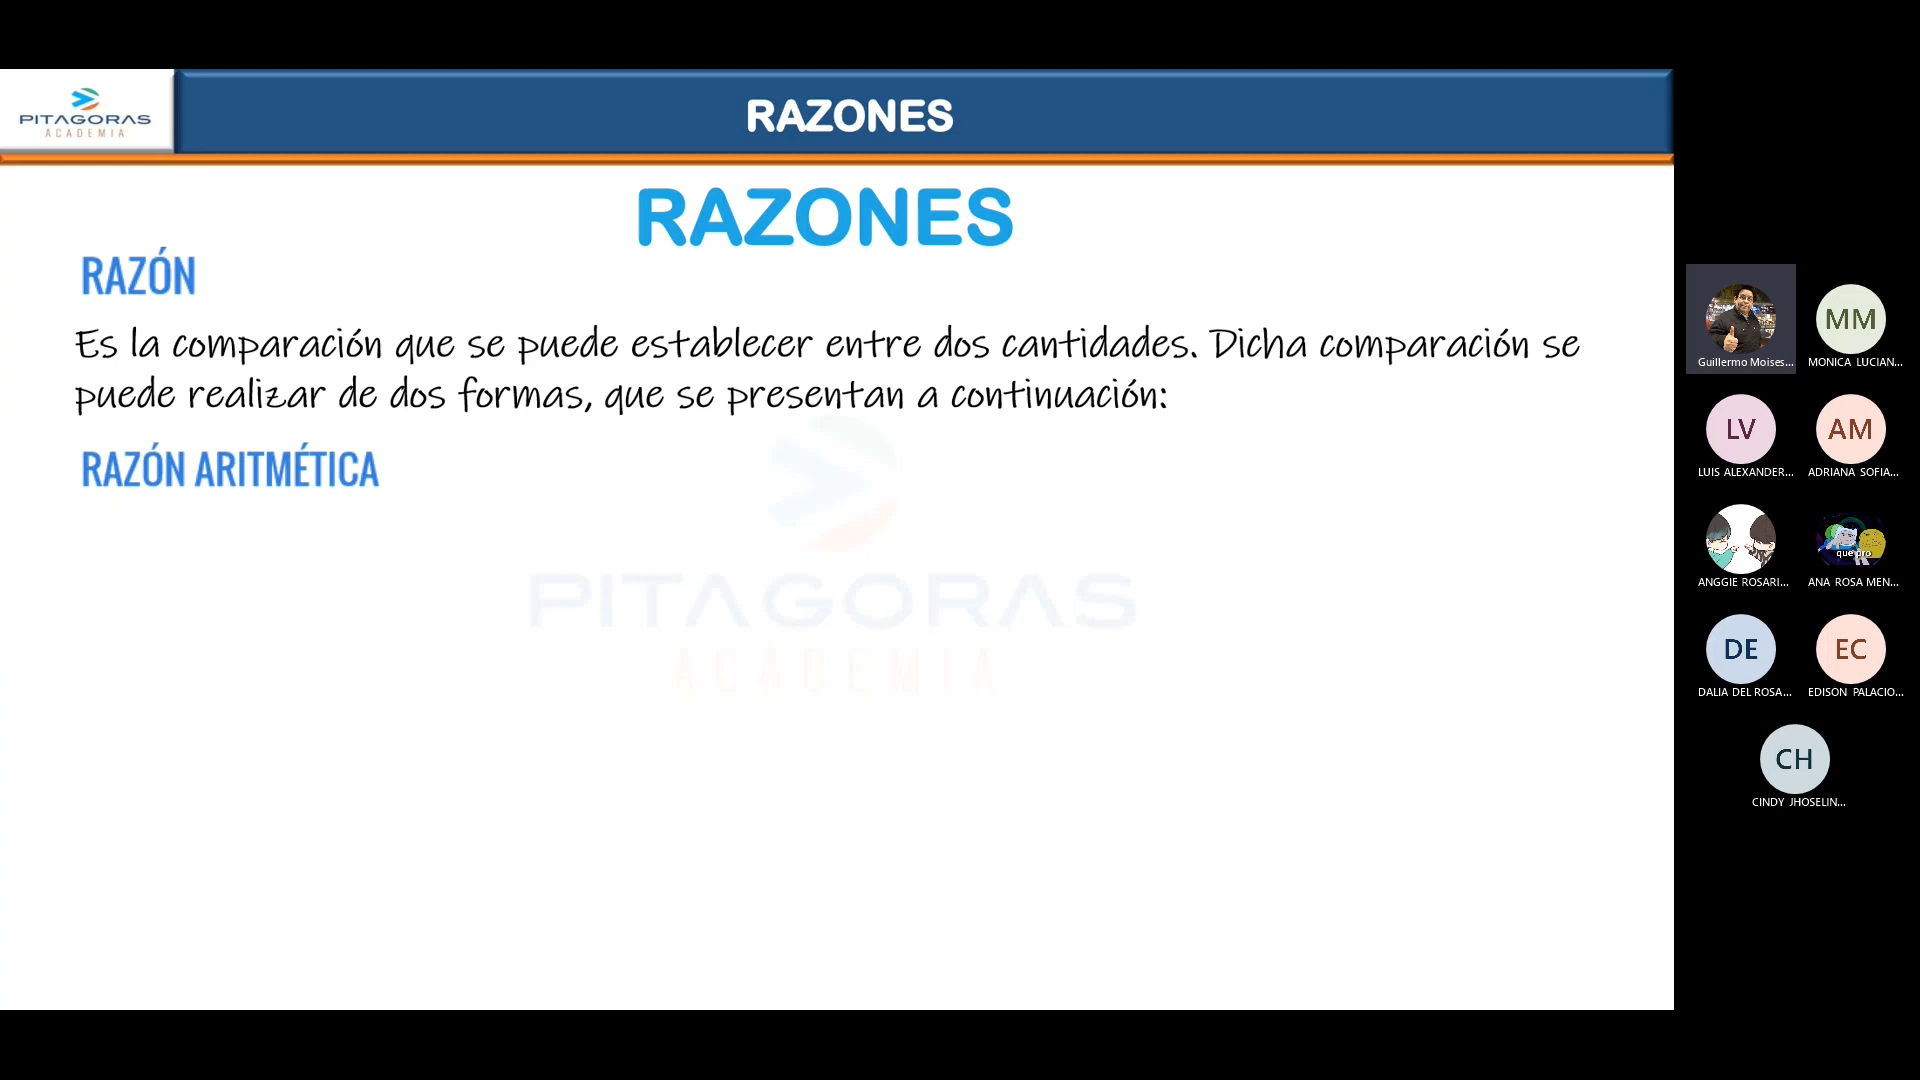 PITAGORAS
ACADEMIA
RAZONES
RAZONES
RAZÓN
Es la comparación que se puede establecer entre dos cantidades. Dicha comparación se
puede realizar de dos formas, que se presentan a continuación:
RAZÓN ARITMÉTICA
PITAGORAS
ACADEMIA
Guillermo Moises...
MM
MONICA LUCIAN...
LV
LUIS ALEXANDER...
AM
ADRIANA SOFIA...
ANGGIE ROSARI...
que pro
ANA ROSA MEN...
DE
DALIA DEL ROSA...
EC
EDISON PALACIO...
CH
CINDY JHOSELIN...